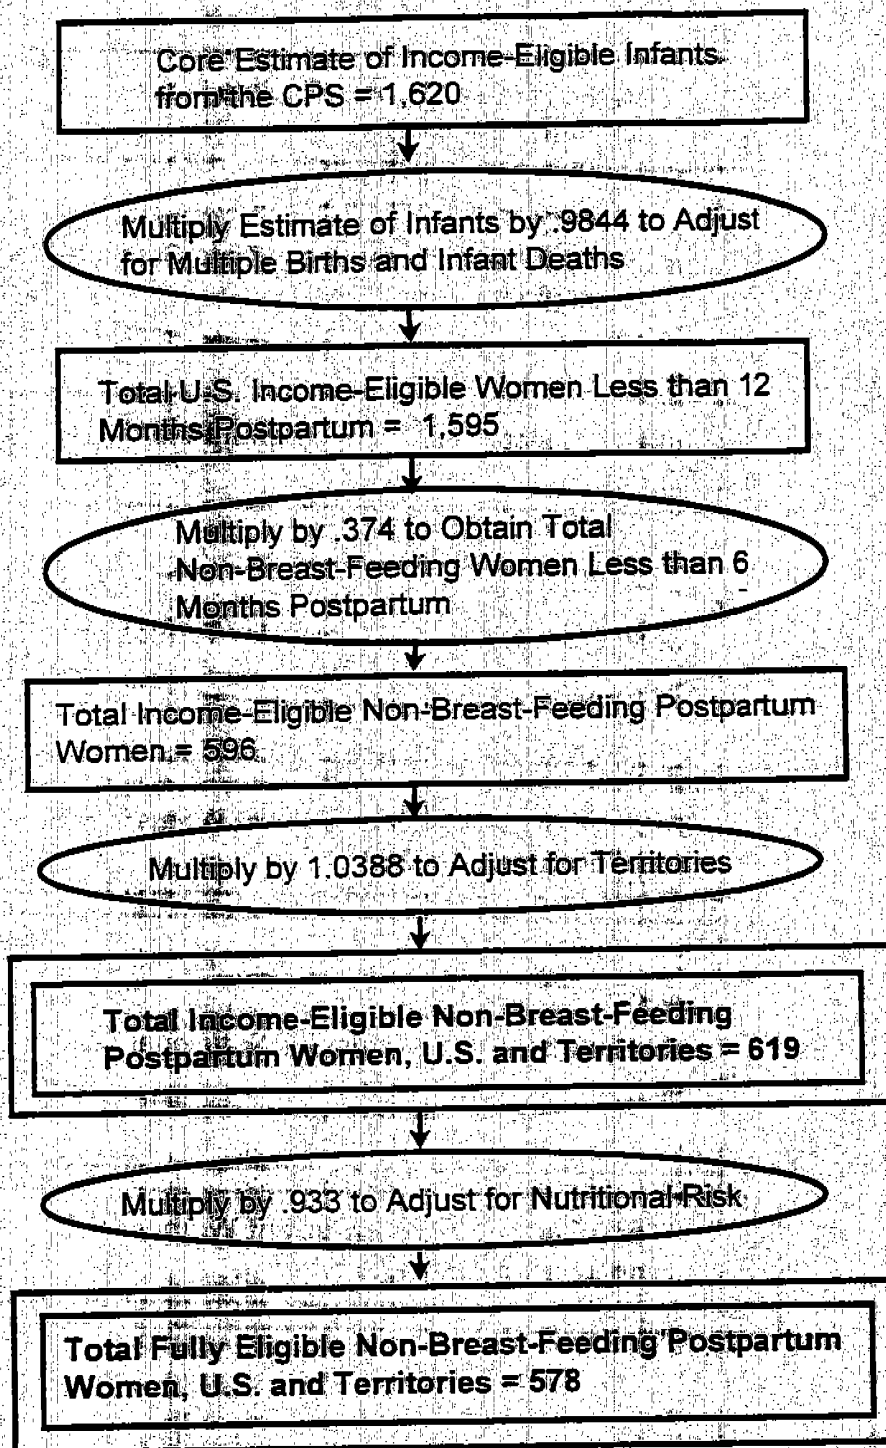 Core Estimate of Income-Eligible Infants
from the CPS = 1,620
Multiply Estimate of Infants by .9844 to Adjust
for Multiple Births and Infant Deaths
Total U.S. Income-Eligible Women Less than 12
Months Postpartum = 1,595
Multiply by .374 to Obtain Total
Non-Breast-Feeding Women Less than 6
Months Postpartum
Total Income-Eligible Non-Breast-Feeding Postpartum
Women = 596
Multiply by 1.0388 to Adjust for Territories
Total Income-Eligible Non-Breast-Feeding
Postpartum Women, U.S. and Territories = 619
Multiply by .933 to Adjust for Nutritional Risk
Total Fully Eligible Non-Breast-Feeding Postpartum
Women, U.S. and Territories = 578